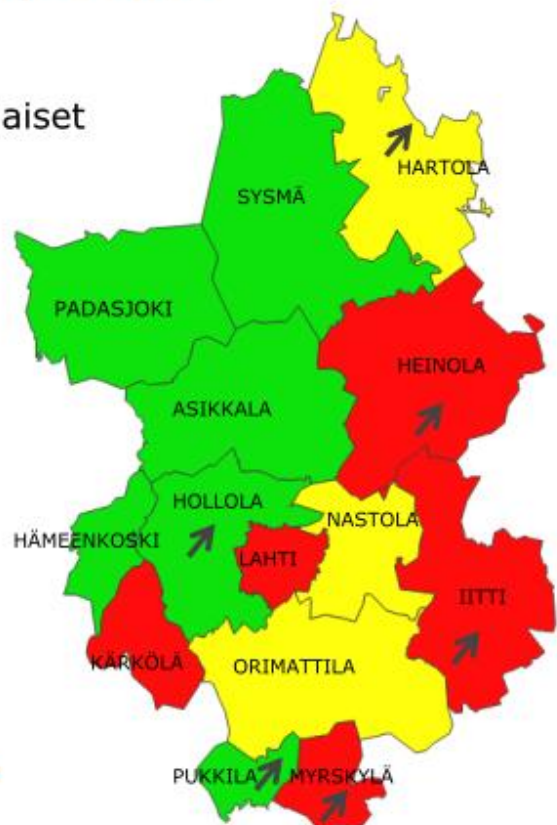 aiset
HARTOLA
SYSMÄ
PADASJOKI
HEINOLA
ASIKKALA
HOLLOLA
NASTOLA
HÄMEENKOSKI
LAHTI
IITTI
KÄRKÖLÄ
ORIMATTILA
PUKKILA
MYRSKYLÄ